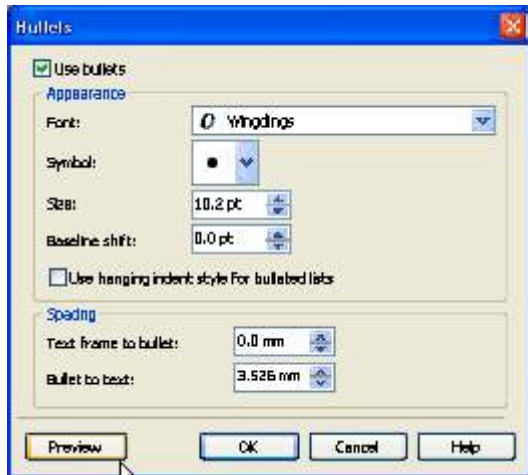 Bullets
Use bullets
Appearance
Font: Wingdings
Symbol:
Size: 10.2 pt
Baseline shift: 0.0 pt
Use hanging indent style for bulleted lists
Spacing
Text frame to bullet: 0.0 mm
Bullet to text: 3.526 mm
Preview OK Cancel Help